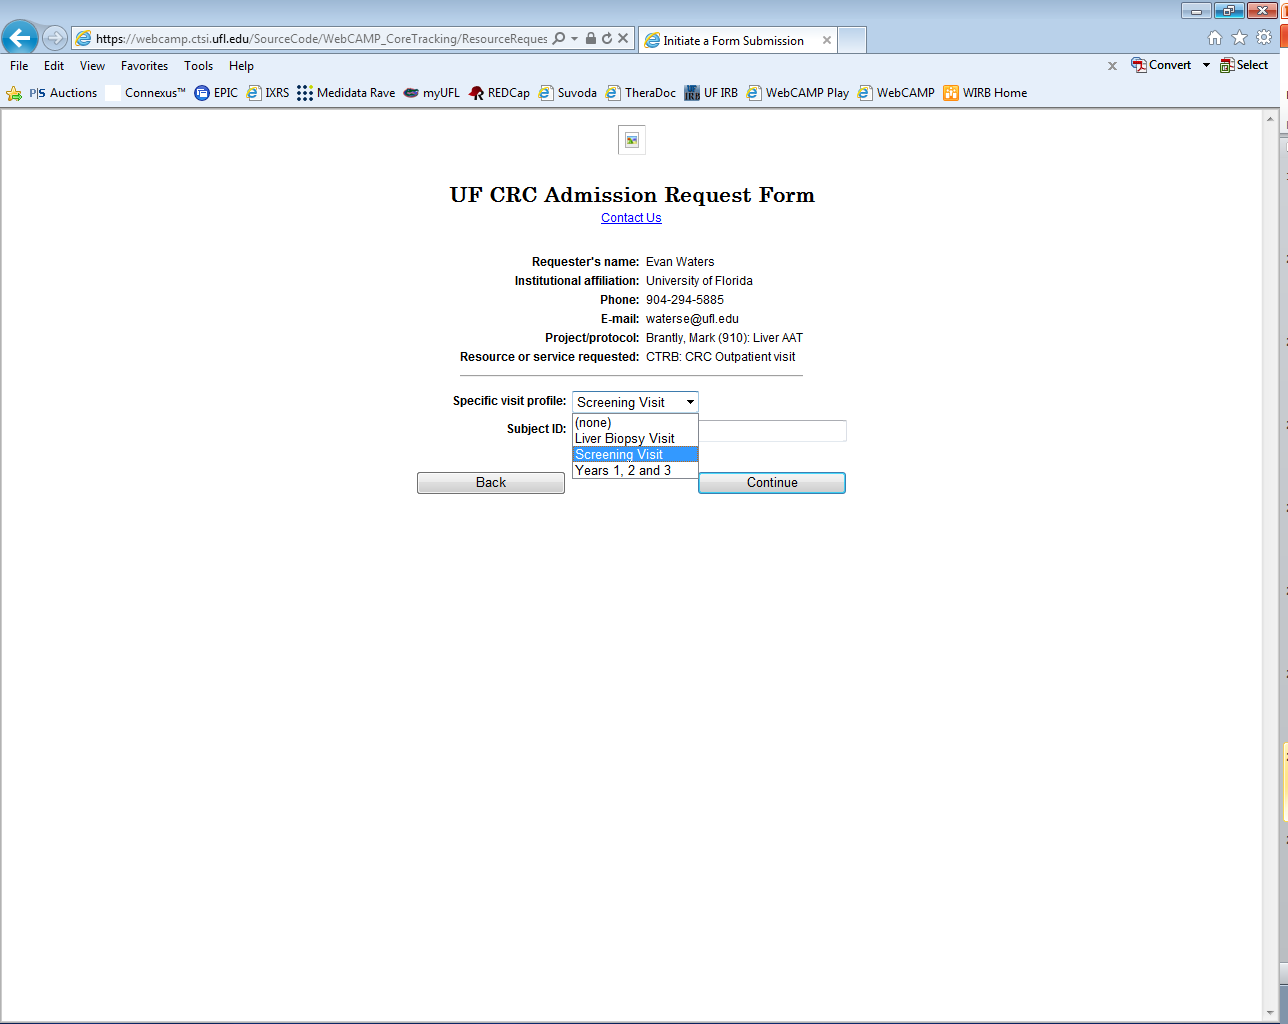 https://webcamp.ctsi.ufl.edu/SourceCode/WebCAMP_CoreTracking/ResourceReques
Initiate a Form Submission
File Edit View Favorites Tools Help
Convert Select
P|S Auctions Connexus™ EPIC IXRS Medidata Rave myUFL REDCap Suvoda TheraDoc UF IRB WebCAMP Play WebCAMP WIRB Home
UF CRC Admission Request Form
Contact Us
Requester's name: Evan Waters
Institutional affiliation: University of Florida
Phone: 904-294-5885
E-mail: waterse@ufl.edu
Project/protocol: Brantly, Mark (910): Liver AAT
Resource or service requested: CTRB: CRC Outpatient visit
Specific visit profile: Screening Visit
(none)
Subject ID:
Liver Biopsy Visit
Screening Visit
Years 1, 2 and 3
Back Continue